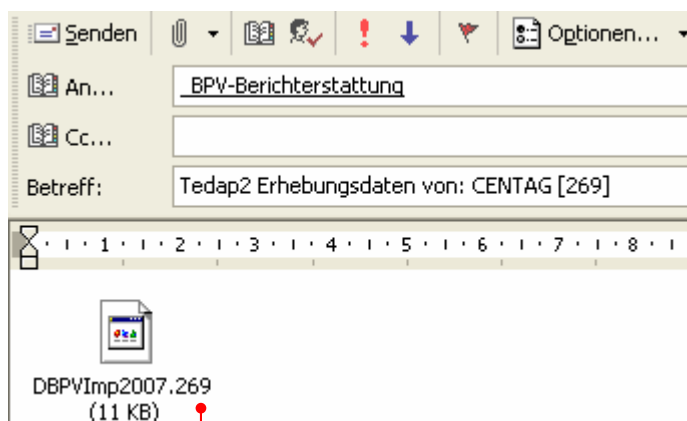 Senden Optionen...
An... _BPV-Berichterstattung
Cc...
Betreff: Tedap2 Erhebungsdaten von: CENTAG [269]
1 2 3 4 5 6 7 8
DBPVImp2007.269
(11 KB)